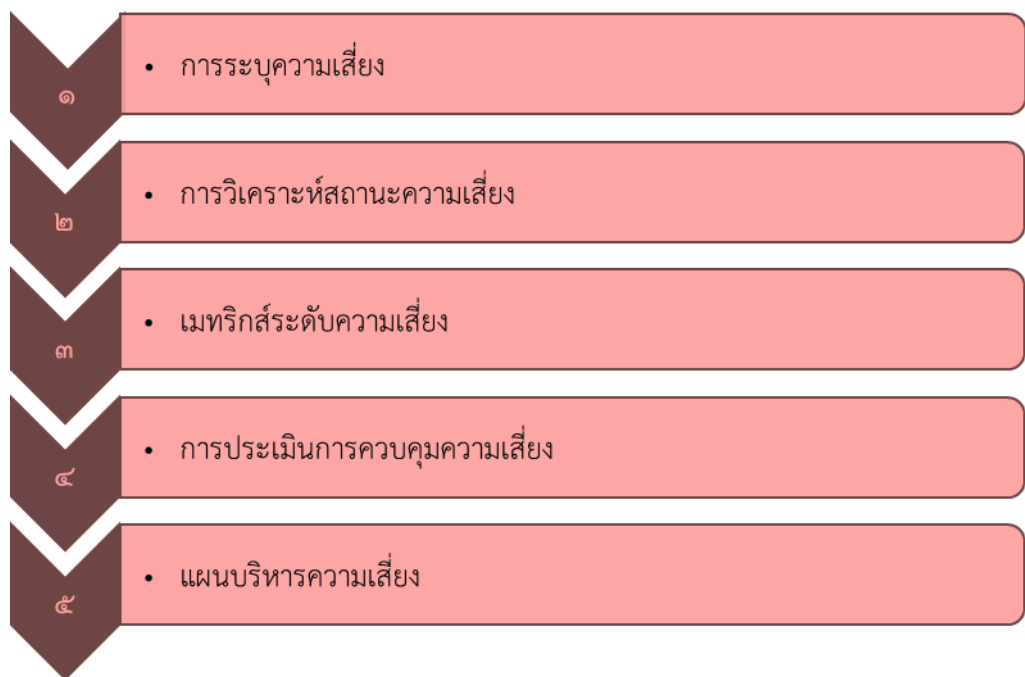 ๑
• การระบุความเสี่ยง
๒
• การวิเคราะห์สถานะความเสี่ยง
๓
• เมทริกส์ระดับความเสี่ยง
๔
• การประเมินการควบคุมความเสี่ยง
๕
• แผนบริหารความเสี่ยง